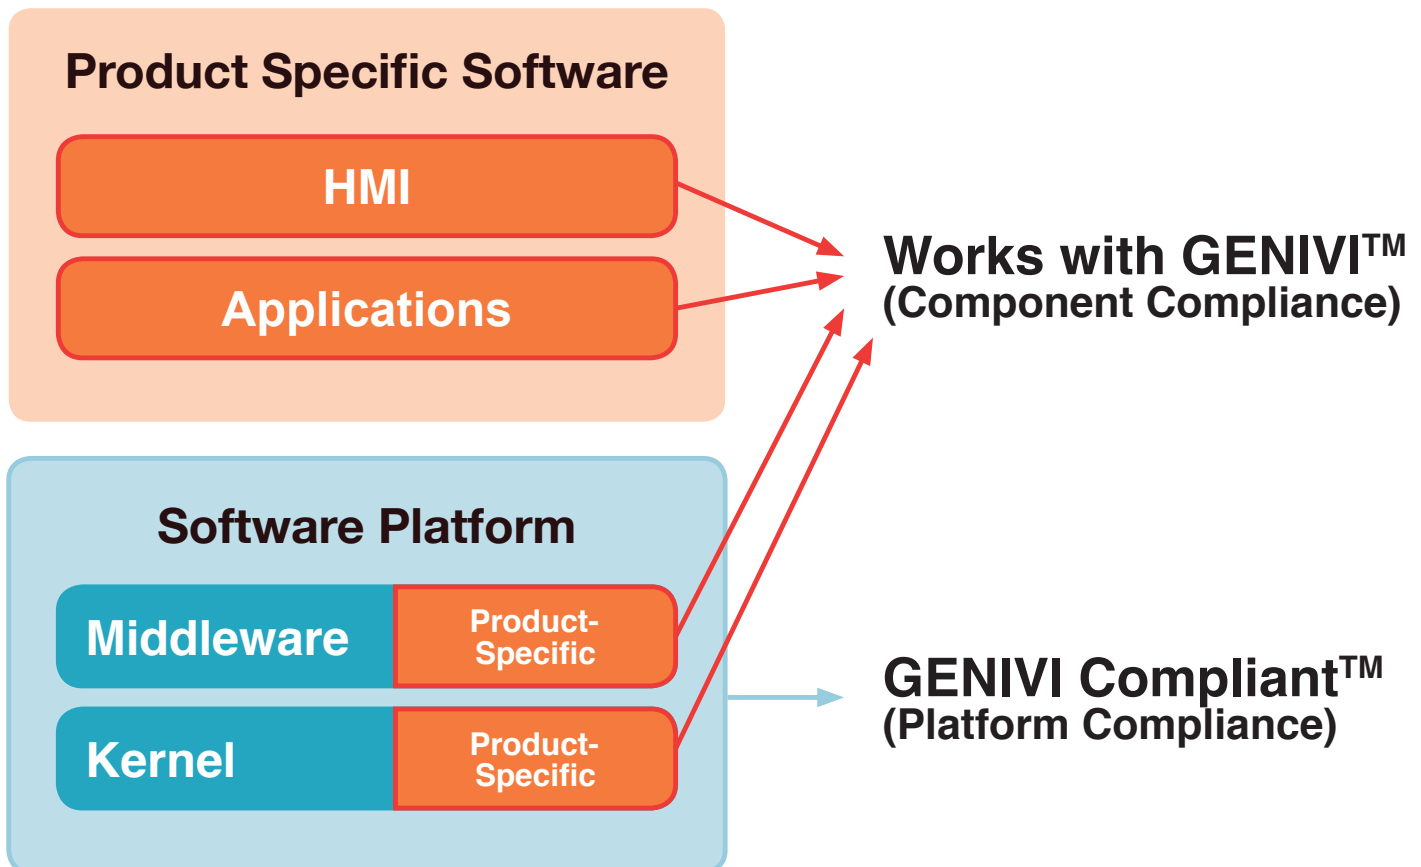 Product Specific Software
HMI
Applications
Works with GENIVI™
(Component Compliance)
Software Platform
Middleware
Product-
Specific
Kernel
Product-
Specific
GENIVI Compliant™
(Platform Compliance)